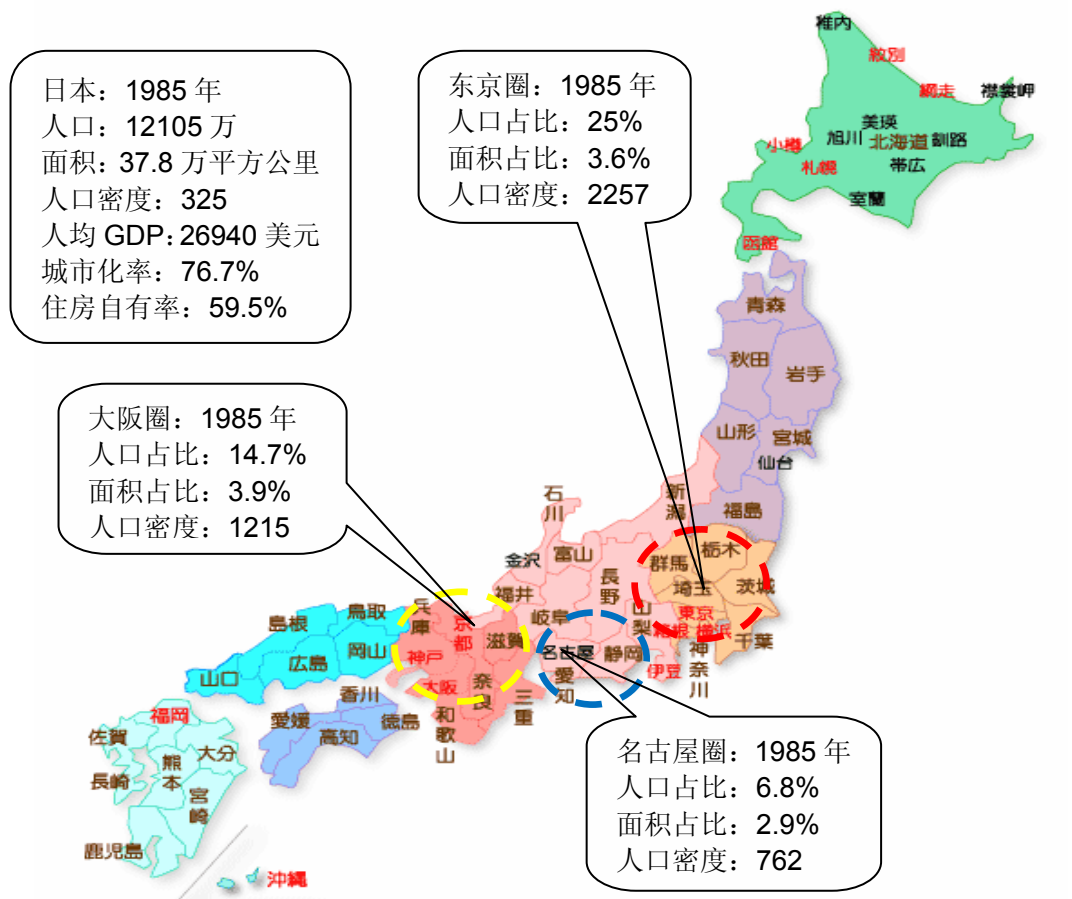 日本：1985 年
人口：12105 万
面积：37.8 万平方公里
人口密度：325
人均 GDP：26940 美元
城市化率：76.7%
住房自有率：59.5%
东京圈：1985 年
人口占比：25%
面积占比：3.6%
人口密度：2257
大阪圈：1985 年
人口占比：14.7%
面积占比：3.9%
人口密度：1215
名古屋圈：1985 年
人口占比：6.8%
面积占比：2.9%
人口密度：762
稚内
紋別
網走
襟裳岬
美瑛
旭川
北海道
釧路
小樽
札幌
帯広
室蘭
函館
青森
秋田
岩手
山形
宮城
仙台
福島
新潟
石川
金沢
富山
福井
長野
岐阜
山梨
群馬
栃木
埼玉
茨城
東京
箱根
横浜
千葉
神奈川
伊豆
静岡
名古屋
愛知
三重
滋賀
京都
兵庫
神戸
大阪
奈良
和歌山
鳥取
島根
岡山
広島
山口
香川
徳島
愛媛
高知
福岡
佐賀
大分
長崎
熊本
宮崎
鹿児島
沖縄